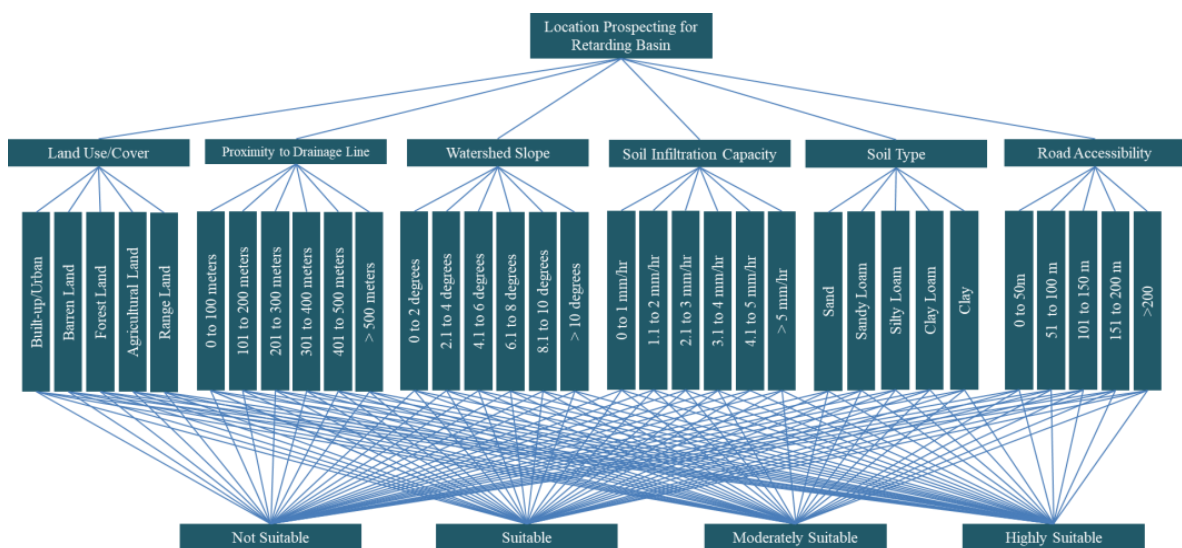 Location Prospecting for
Retarding Basin
Land Use/Cover
Proximity to Drainage Line
Watershed Slope
Soil Infiltration Capacity
Soil Type
Road Accessibility
Built-up/Urban
Barren Land
Forest Land
Agricultural Land
Range Land
0 to 100 meters
101 to 200 meters
201 to 300 meters
301 to 400 meters
401 to 500 meters
> 500 meters
0 to 2 degrees
2.1 to 4 degrees
4.1 to 6 degrees
6.1 to 8 degrees
8.1 to 10 degrees
> 10 degrees
0 to 1 mm/hr
1.1 to 2 mm/hr
2.1 to 3 mm/hr
3.1 to 4 mm/hr
4.1 to 5 mm/hr
> 5 mm/hr
Sand
Sandy Loam
Silty Loam
Clay Loam
Clay
0 to 50m
51 to 100 m
101 to 150 m
151 to 200 m
>200
Not Suitable
Suitable
Moderately Suitable
Highly Suitable